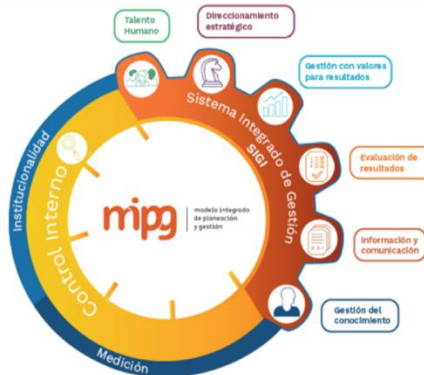 Talento
Humano
Direccionamiento
estratégico
Gestión con valores
para resultados
Evaluación de
resultados
Información y
comunicación
Gestión del
conocimiento
Sistema Integrado de Gestión
SIGI
Institucionalidad
Control Interno
Medición
mipg
modelo integrado
de planeación
y gestión